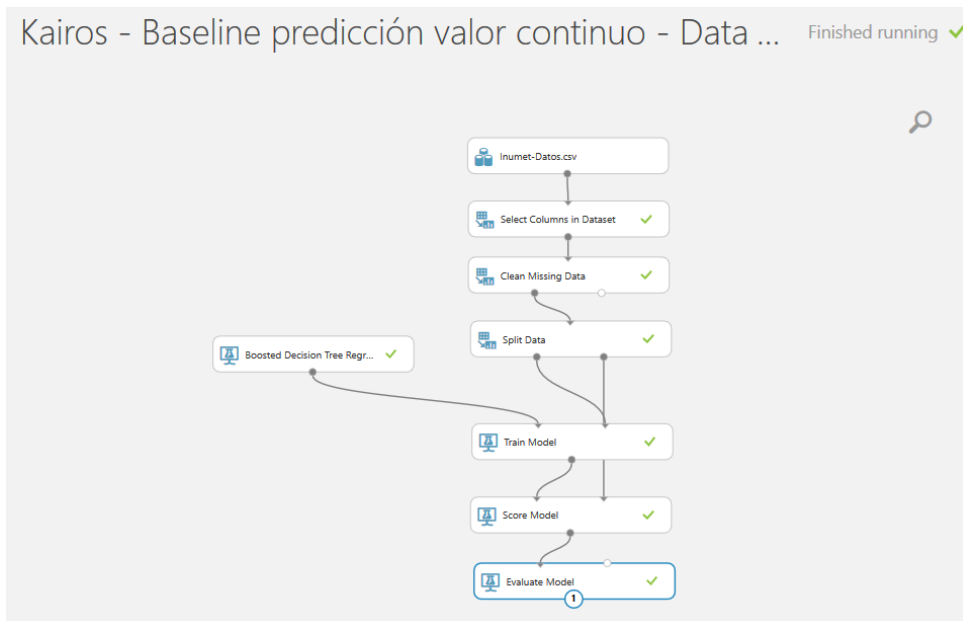 Kairos - Baseline predicción valor continuo - Data ...
Finished running
Inumet-Datos.csv
Select Columns in Dataset
Clean Missing Data
Split Data
Boosted Decision Tree Regr...
Train Model
Score Model
Evaluate Model
1